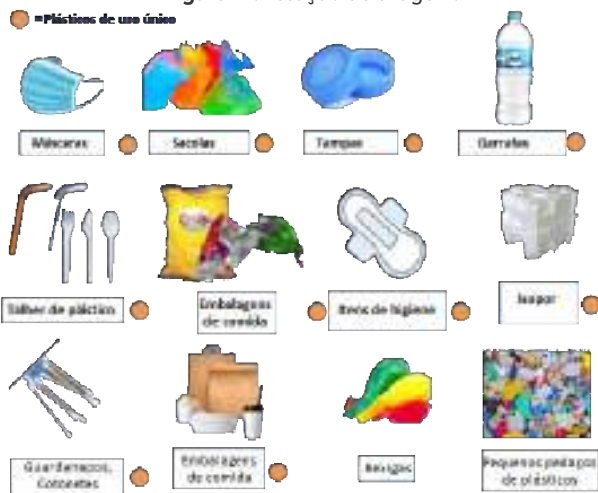 =Plásticos de uso único
Máscaras
Sacolas
Tampas
Garrafas
Talher de plástico
Embalagens
de comida
Itens de higiene
Isopor
Guardanapos,
Cotonetes
Embalagens
de comida
Bexigas
Pequenos pedaços
de plásticos